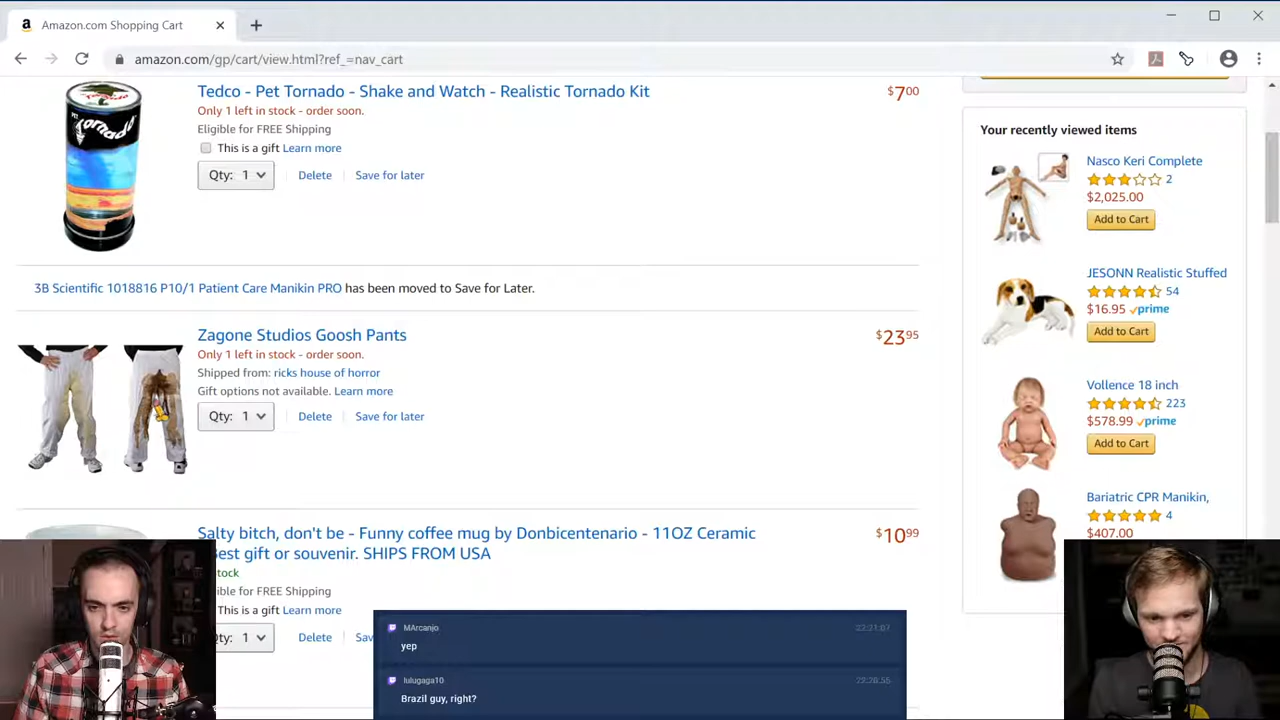 Amazon.com Shopping Cart
amazon.com/gp/cart/view.html?ref_=nav_cart
Tedco - Pet Tornado - Shake and Watch - Realistic Tornado Kit
$7 00
Only 1 left in stock - order soon.
Eligible for FREE Shipping
This is a gift Learn more
Qty: 1
Delete
Save for later
PET
Tornado
3B Scientific 1018816 P10/1 Patient Care Manikin PRO has been moved to Save for Later.
Zagone Studios Goosh Pants
$23 95
Only 1 left in stock - order soon.
Shipped from: ricks house of horror
Gift options not available. Learn more
Qty: 1
Delete
Save for later
Salty bitch, don't be - Funny coffee mug by Donbicentenario - 11OZ Ceramic
est gift or souvenir. SHIPS FROM USA
$10 99
tock
ible for FREE Shipping
This is a gift Learn more
ty: 1
Delete
Sav
Your recently viewed items
Nasco Keri Complete
2
$2,025.00
Add to Cart
JESONN Realistic Stuffed
54
$16.95 prime
Add to Cart
Vollence 18 inch
223
$578.99 prime
Add to Cart
Bariatric CPR Manikin,
4
$407.00
MArcanjo
22:21:07
yep
lulugaga10
Brazil guy, right?